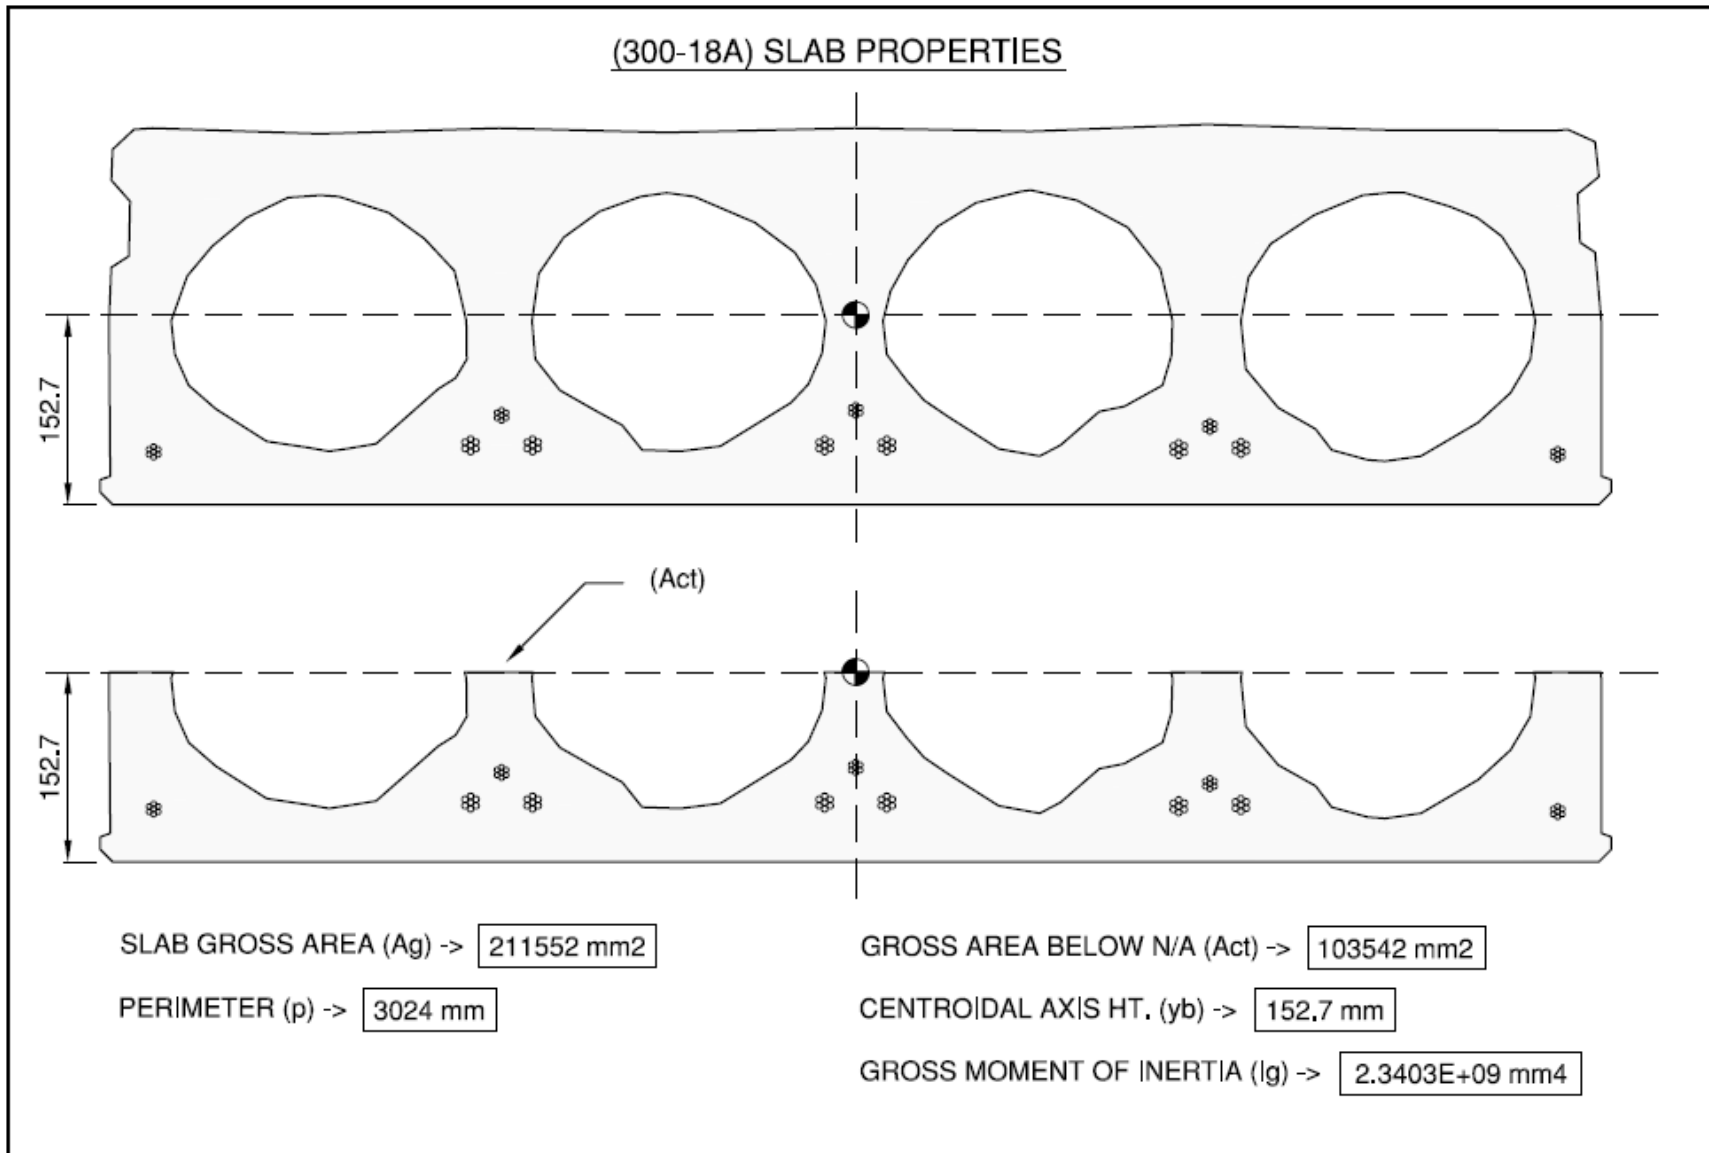 (300-18A) SLAB PROPERTIES
152.7
(Act)
152.7
SLAB GROSS AREA (Ag) -> 211552 mm2
GROSS AREA BELOW N/A (Act) -> 103542 mm2
PERIMETER (p) -> 3024 mm
CENTROIDAL AXIS HT. (yb) -> 152.7 mm
GROSS MOMENT OF INERTIA (Ig) -> 2.3403E+09 mm4